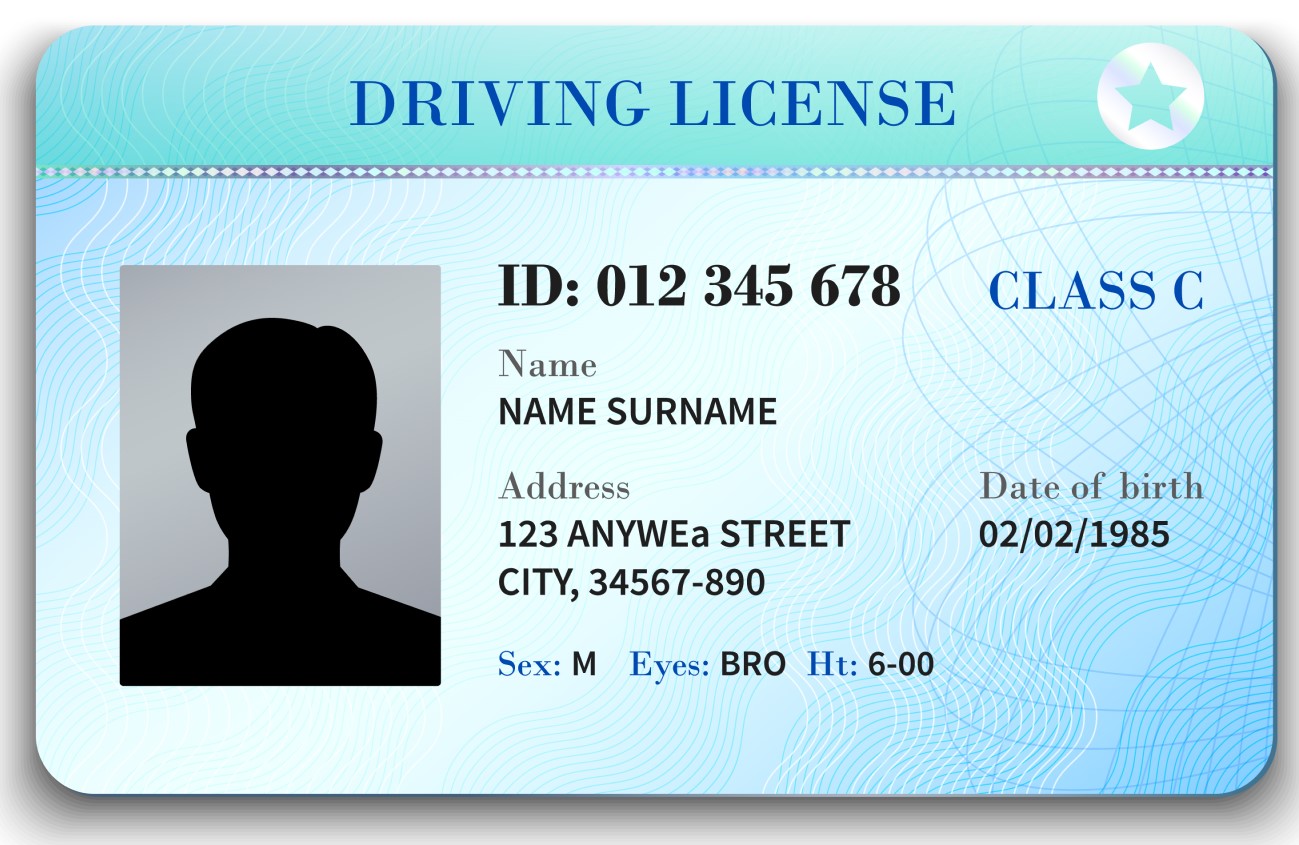 DRIVING LICENSE
ID: 012 345 678
CLASS C
Name
NAME SURNAME
Address
Date of birth
123 ANYWEa STREET
02/02/1985
CITY, 34567-890
Sex: M Eyes: BRO Ht: 6-00